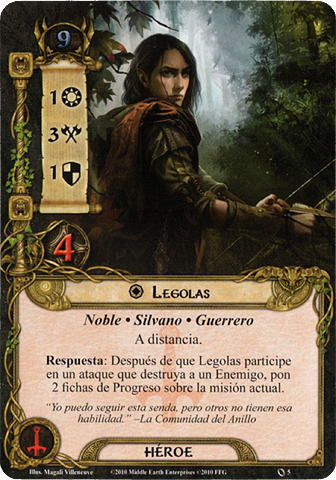 9
1
3
1
4
Legolas
Noble • Silvano • Guerrero
A distancia.
Respuesta: Después de que Legolas participe
en un ataque que destruya a un Enemigo, pon
2 fichas de Progreso sobre la misión actual.
“Yo puedo seguir esta senda, pero otros no tienen esa
habilidad.” –La Comunidad del Anillo
HÉROE
Illus. Magali Villeneuve ©2010 Middle Earth Enterprises ©2010 FFG 5